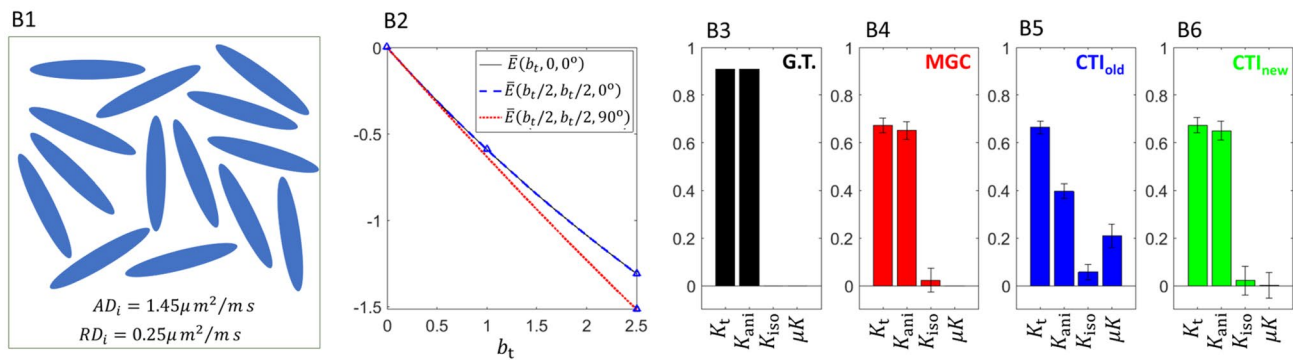 B1
AD_i = 1.45μm²/ms
RD_i = 0.25μm²/ms
B2
0
-0.5
-1
-1.5
0 0.5 1 1.5 2 2.5
b_t
Ē(b_t, 0, 0°)
Ē(b_t/2, b_t/2, 0°)
Ē(b_t/2, b_t/2, 90°)
B3
G.T.
1
0.8
0.6
0.4
0.2
0
K_t K_ani K_iso μK
B4
MGC
1
0.8
0.6
0.4
0.2
0
K_t K_ani K_iso μK
B5
CTI_old
1
0.8
0.6
0.4
0.2
0
K_t K_ani K_iso μK
B6
CTI_new
1
0.8
0.6
0.4
0.2
0
K_t K_ani K_iso μK